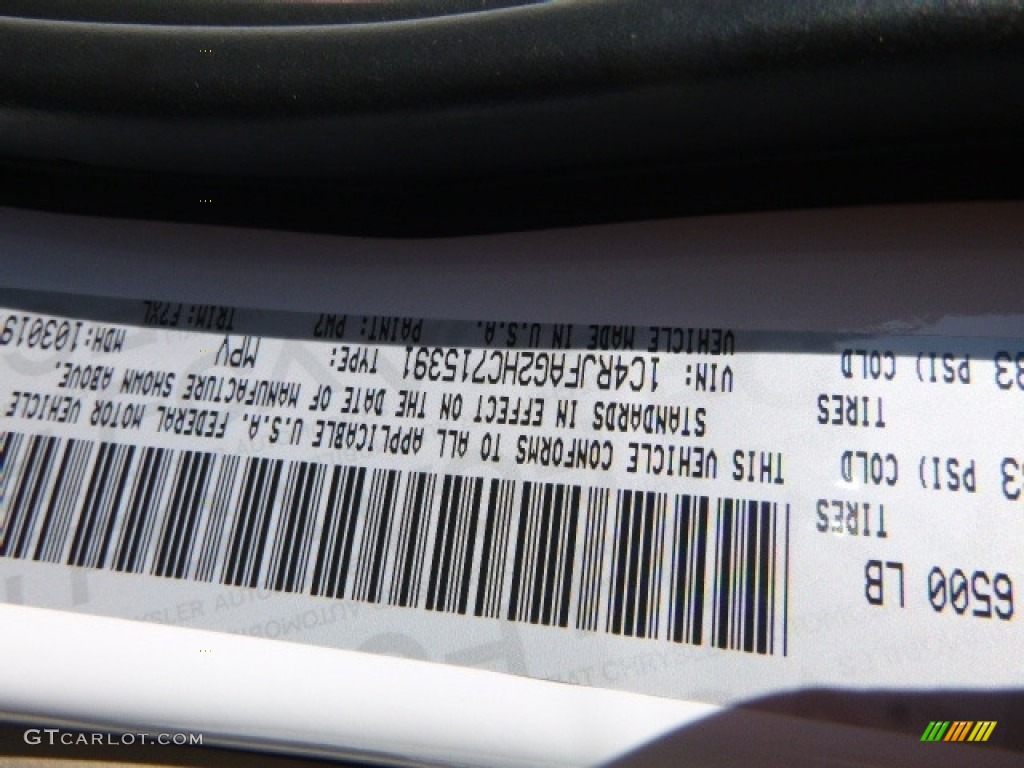 6500 LB
TIRES
PSI) COLD
TIRES
PSI) COLD
THIS VEHICLE CONFORMS TO ALL APPLICABLE U.S.A. FEDERAL MOTOR VEHICLE
STANDARDS IN EFFECT ON THE DATE OF MANUFACTURE SHOWN ABOVE.
VIN: 1C4RJFAG2HC715391 TYPE: MPV MDH:103019
VEHICLE MADE IN U.S.A. PAINT: PW7 TRIM: F7XL
GTCARLOT.COM